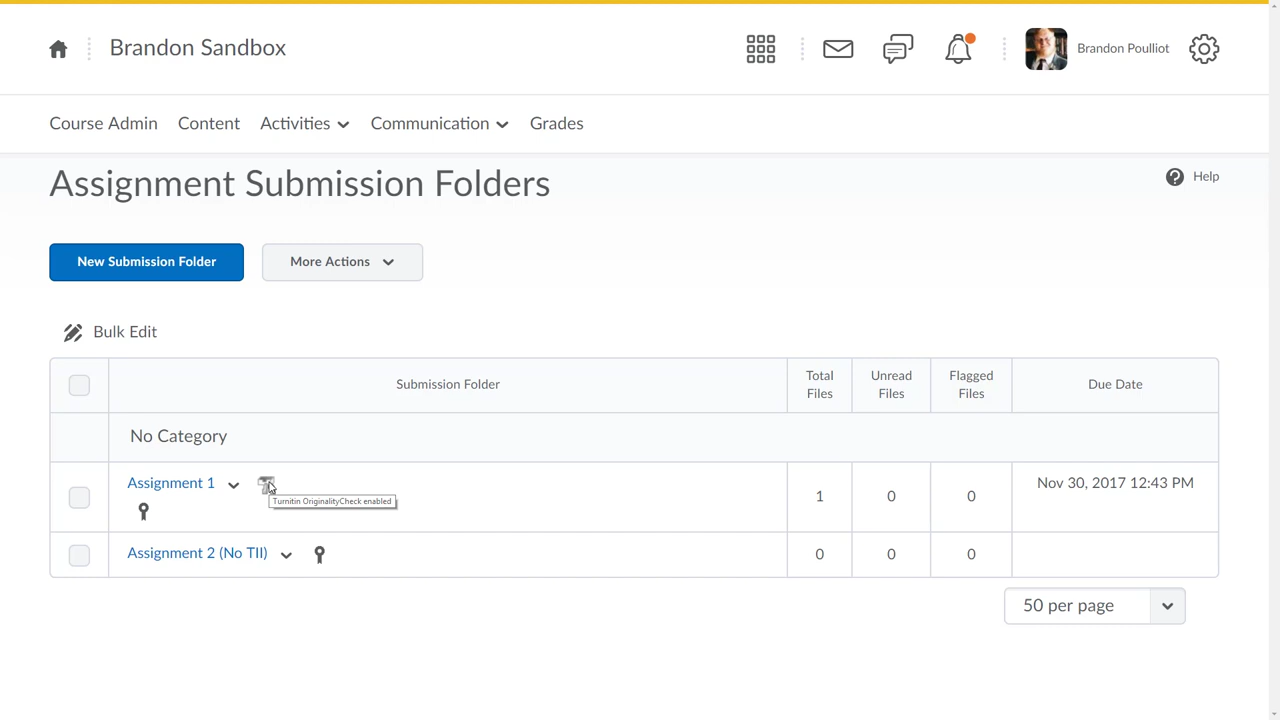 Brandon Sandbox
Brandon Poulliot
Course Admin Content Activities Communication Grades
Assignment Submission Folders
Help
New Submission Folder More Actions
Bulk Edit
Submission Folder Total Files Unread Files Flagged Files Due Date
No Category
Assignment 1 1 0 0 Nov 30, 2017 12:43 PM
Turnitin OriginalityCheck enabled
Assignment 2 (No TII) 0 0 0
50 per page